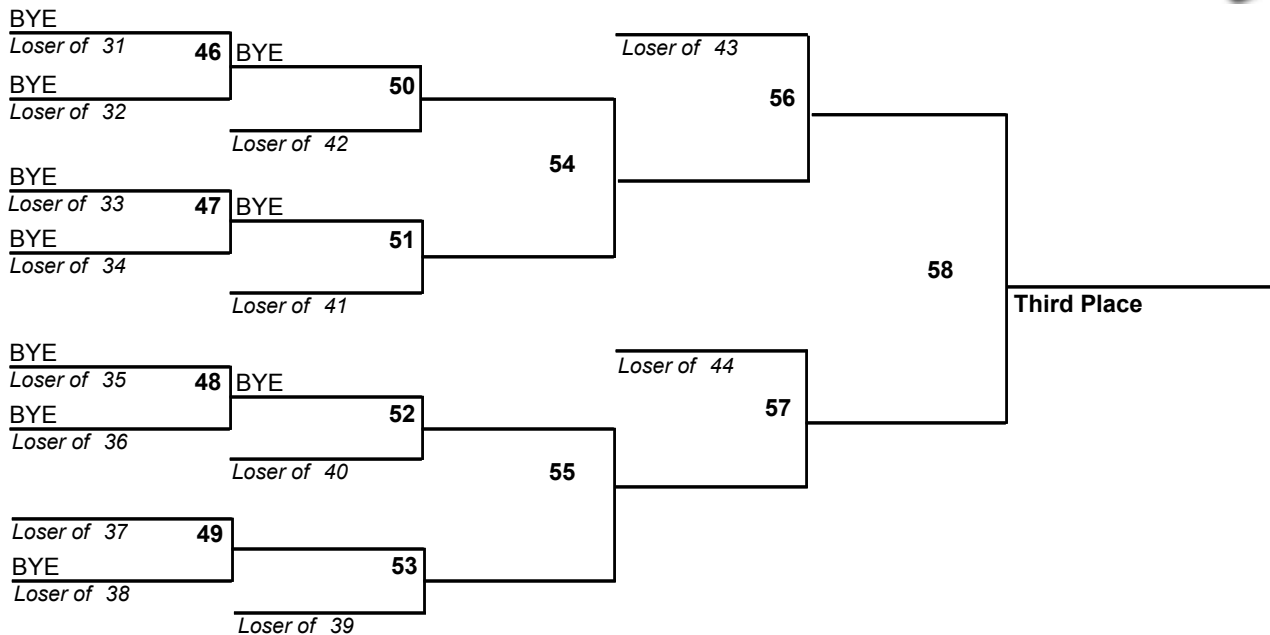 BYE
Loser of 31
46
BYE
BYE
Loser of 32
50
Loser of 42
BYE
Loser of 33
47
BYE
BYE
Loser of 34
51
Loser of 41
54
Loser of 43
56
BYE
Loser of 35
48
BYE
BYE
Loser of 36
52
Loser of 40
Loser of 37
49
BYE
Loser of 38
53
Loser of 39
55
Loser of 44
57
58
Third Place